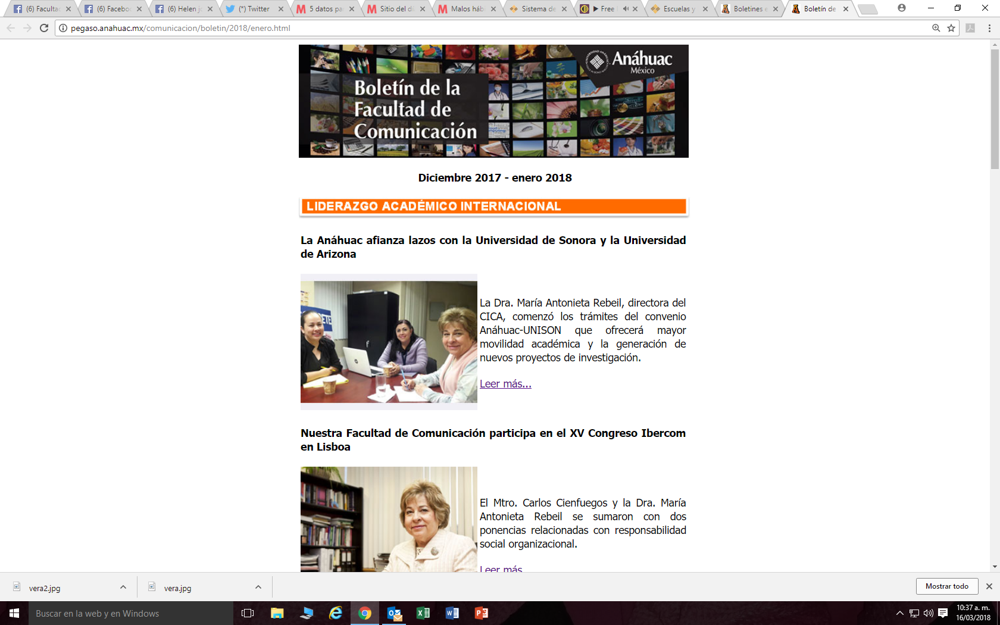 (6) Faculta
(6) Facebo
(6) Helen jo
(*) Twitter
5 datos pa
Sitio del dí
Malos háb
Sistema de
▶ Free
Escuelas y
Boletines e
Boletín de
pegaso.anahuac.mx/comunicacion/boletin/2018/enero.html
Anáhuac
México
Boletín de la
Facultad de
Comunicación
Diciembre 2017 - enero 2018
LIDERAZGO ACADÉMICO INTERNACIONAL
La Anáhuac afianza lazos con la Universidad de Sonora y la Universidad
de Arizona
La Dra. María Antonieta Rebeil, directora del
CICA, comenzó los trámites del convenio
Anáhuac-UNISON que ofrecerá mayor
movilidad académica y la generación de
nuevos proyectos de investigación.
Leer más...
Nuestra Facultad de Comunicación participa en el XV Congreso Ibercom
en Lisboa
El Mtro. Carlos Cienfuegos y la Dra. María
Antonieta Rebeil se sumaron con dos
ponencias relacionadas con responsabilidad
social organizacional.
Leer más
vera2.jpg
vera.jpg
Mostrar todo
Buscar en la web y en Windows
10:37 a. m.
16/03/2018